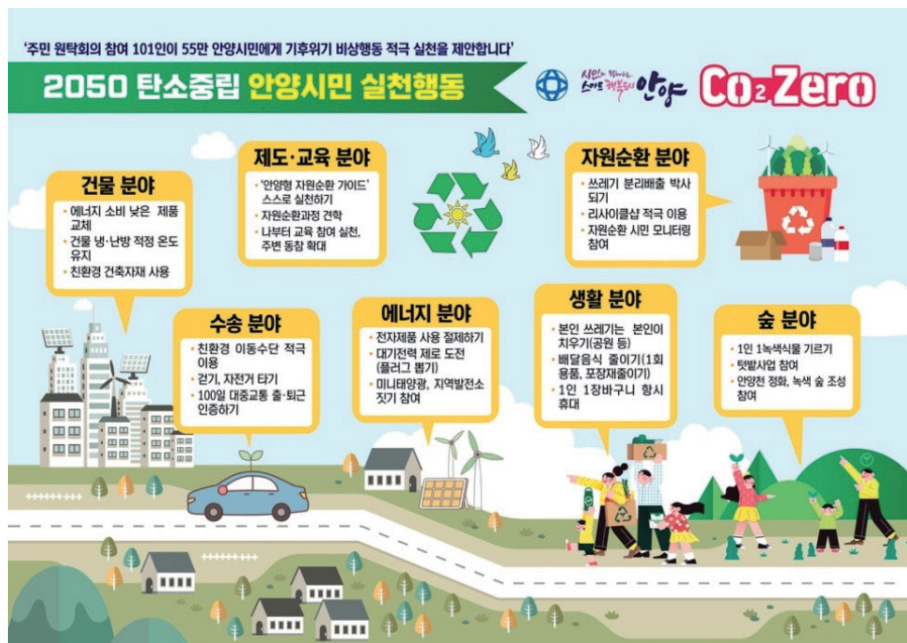 '주민 원탁회의 참여 101인이 55만 안양시민에게 기후위기 비상행동 적극 실천을 제안합니다'
2050 탄소중립 안양시민 실천행동
시민과 함께하는
스마트 행복도시 안양
Co2 Zero
건물 분야
• 에너지 소비 낮은 제품
교체
• 건물 냉·난방 적정 온도
유지
• 친환경 건축자재 사용
제도·교육 분야
• '안양형 자원순환 가이드'
스스로 실천하기
• 자원순환과정 견학
• 나부터 교육 참여 실천,
주변 동참 확대
자원순환 분야
• 쓰레기 분리배출 박사
되기
• 리사이클샵 적극 이용
• 자원순환 시민 모니터링
참여
수송 분야
• 친환경 이동수단 적극
이용
• 걷기, 자전거 타기
• 100일 대중교통 출·퇴근
인증하기
에너지 분야
• 전자제품 사용 절제하기
• 대기전력 제로 도전
(플러그 뽑기)
• 미니태양광, 지역발전소
짓기 참여
생활 분야
• 본인 쓰레기는 본인이
치우기(공원 등)
• 배달음식 줄이기(1회
용품, 포장재줄이기)
• 1인 1장바구니 항시
휴대
숲 분야
• 1인 1녹색식물 기르기
• 텃밭사업 참여
• 안양천 정화, 녹색 숲 조성
참여